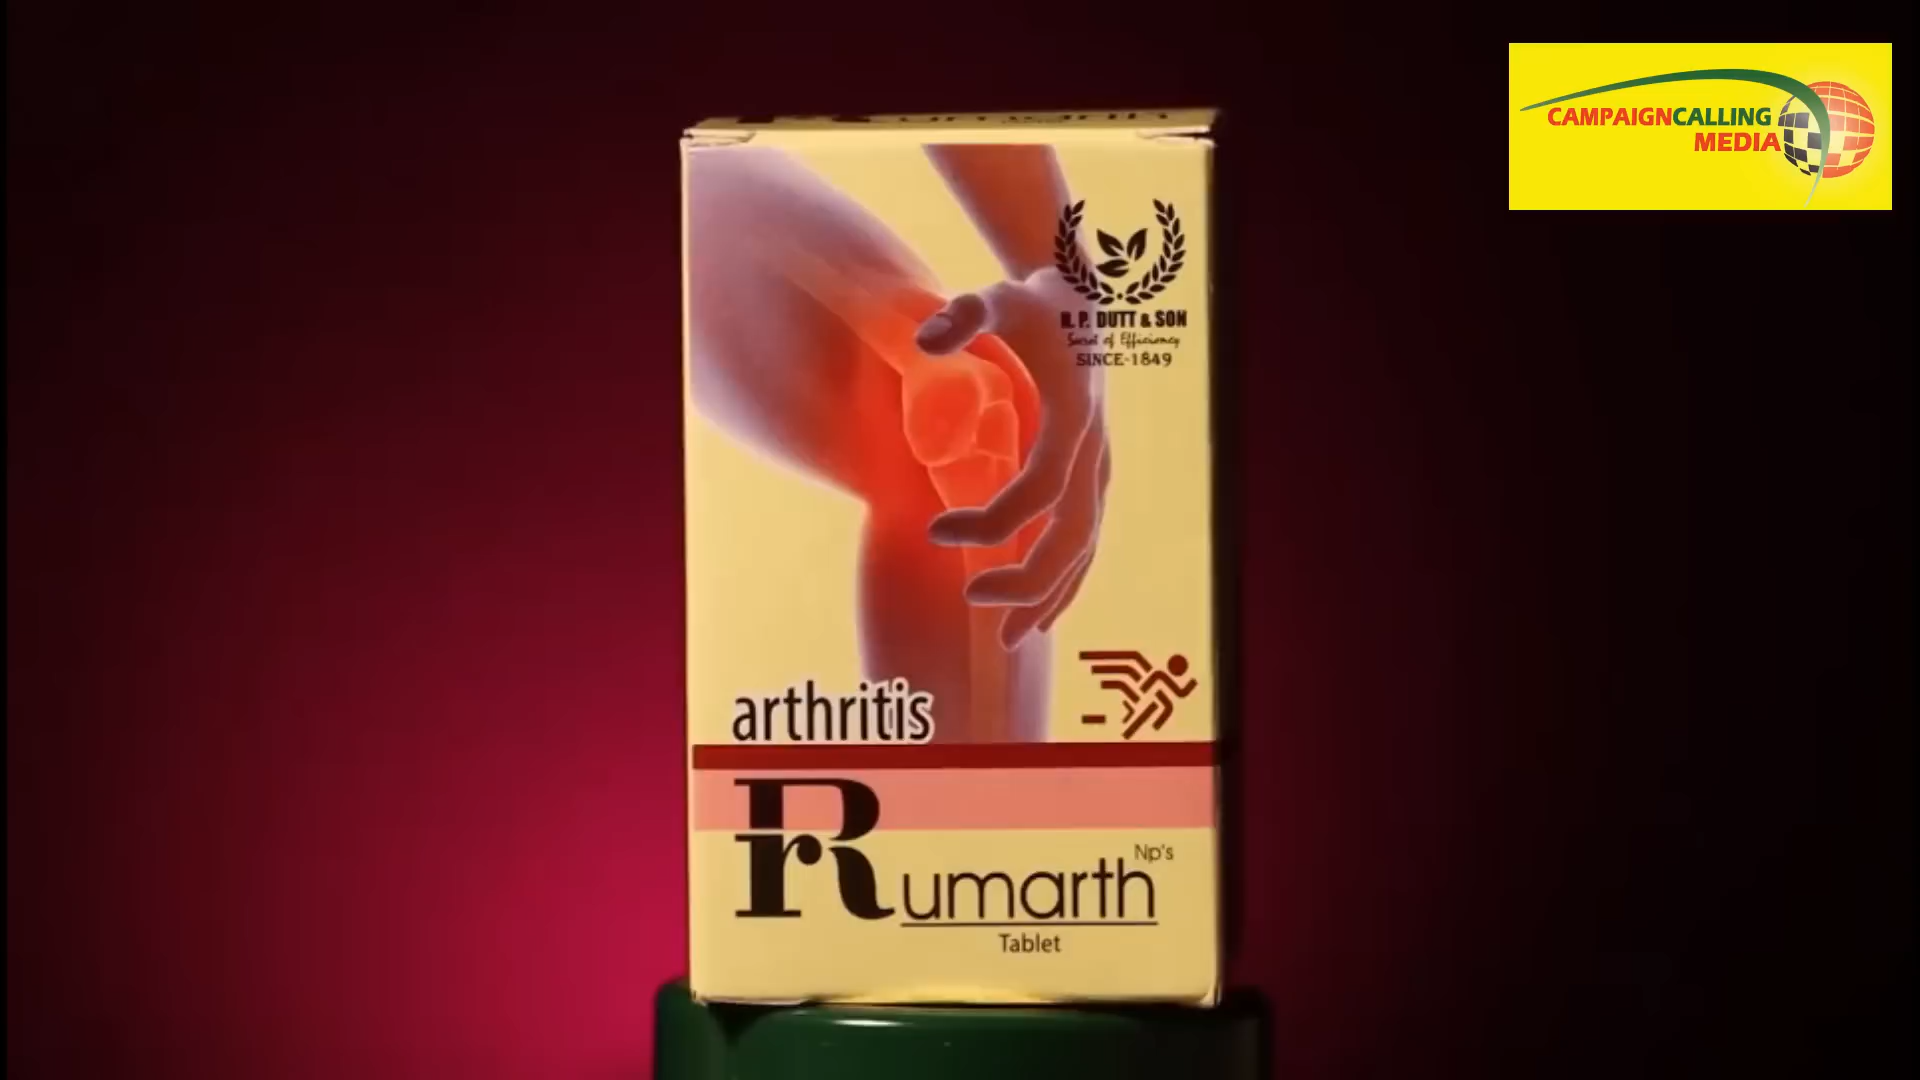 CAMPAIGNCALLING
MEDIA
R. P. DUTT & SON
Secret of Efficiency
SINCE-1849
arthritis
Rumarth
Np's
Tablet